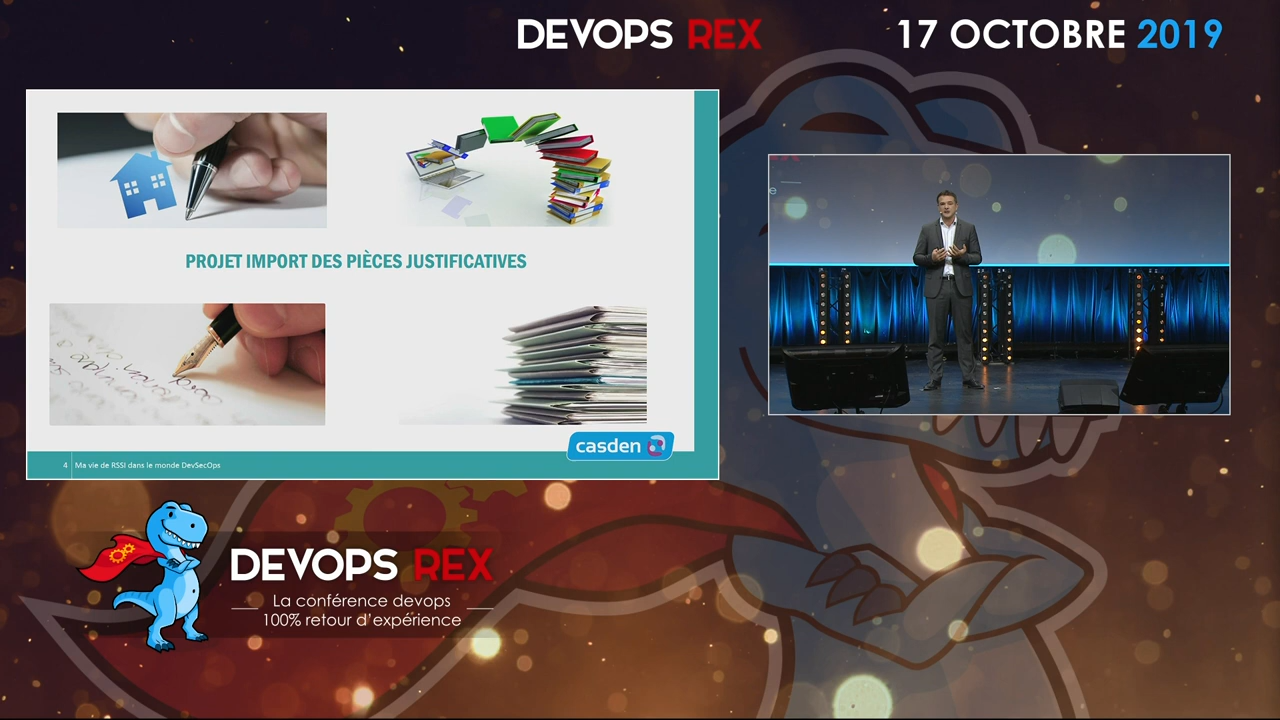 DEVOPS REX
17 OCTOBRE 2019
PROJET IMPORT DES PIÈCES JUSTIFICATIVES
casden
4 Ma vie de RSSI dans le monde DevSecOps
DEVOPS REX
La conférence devops
100% retour d'expérience